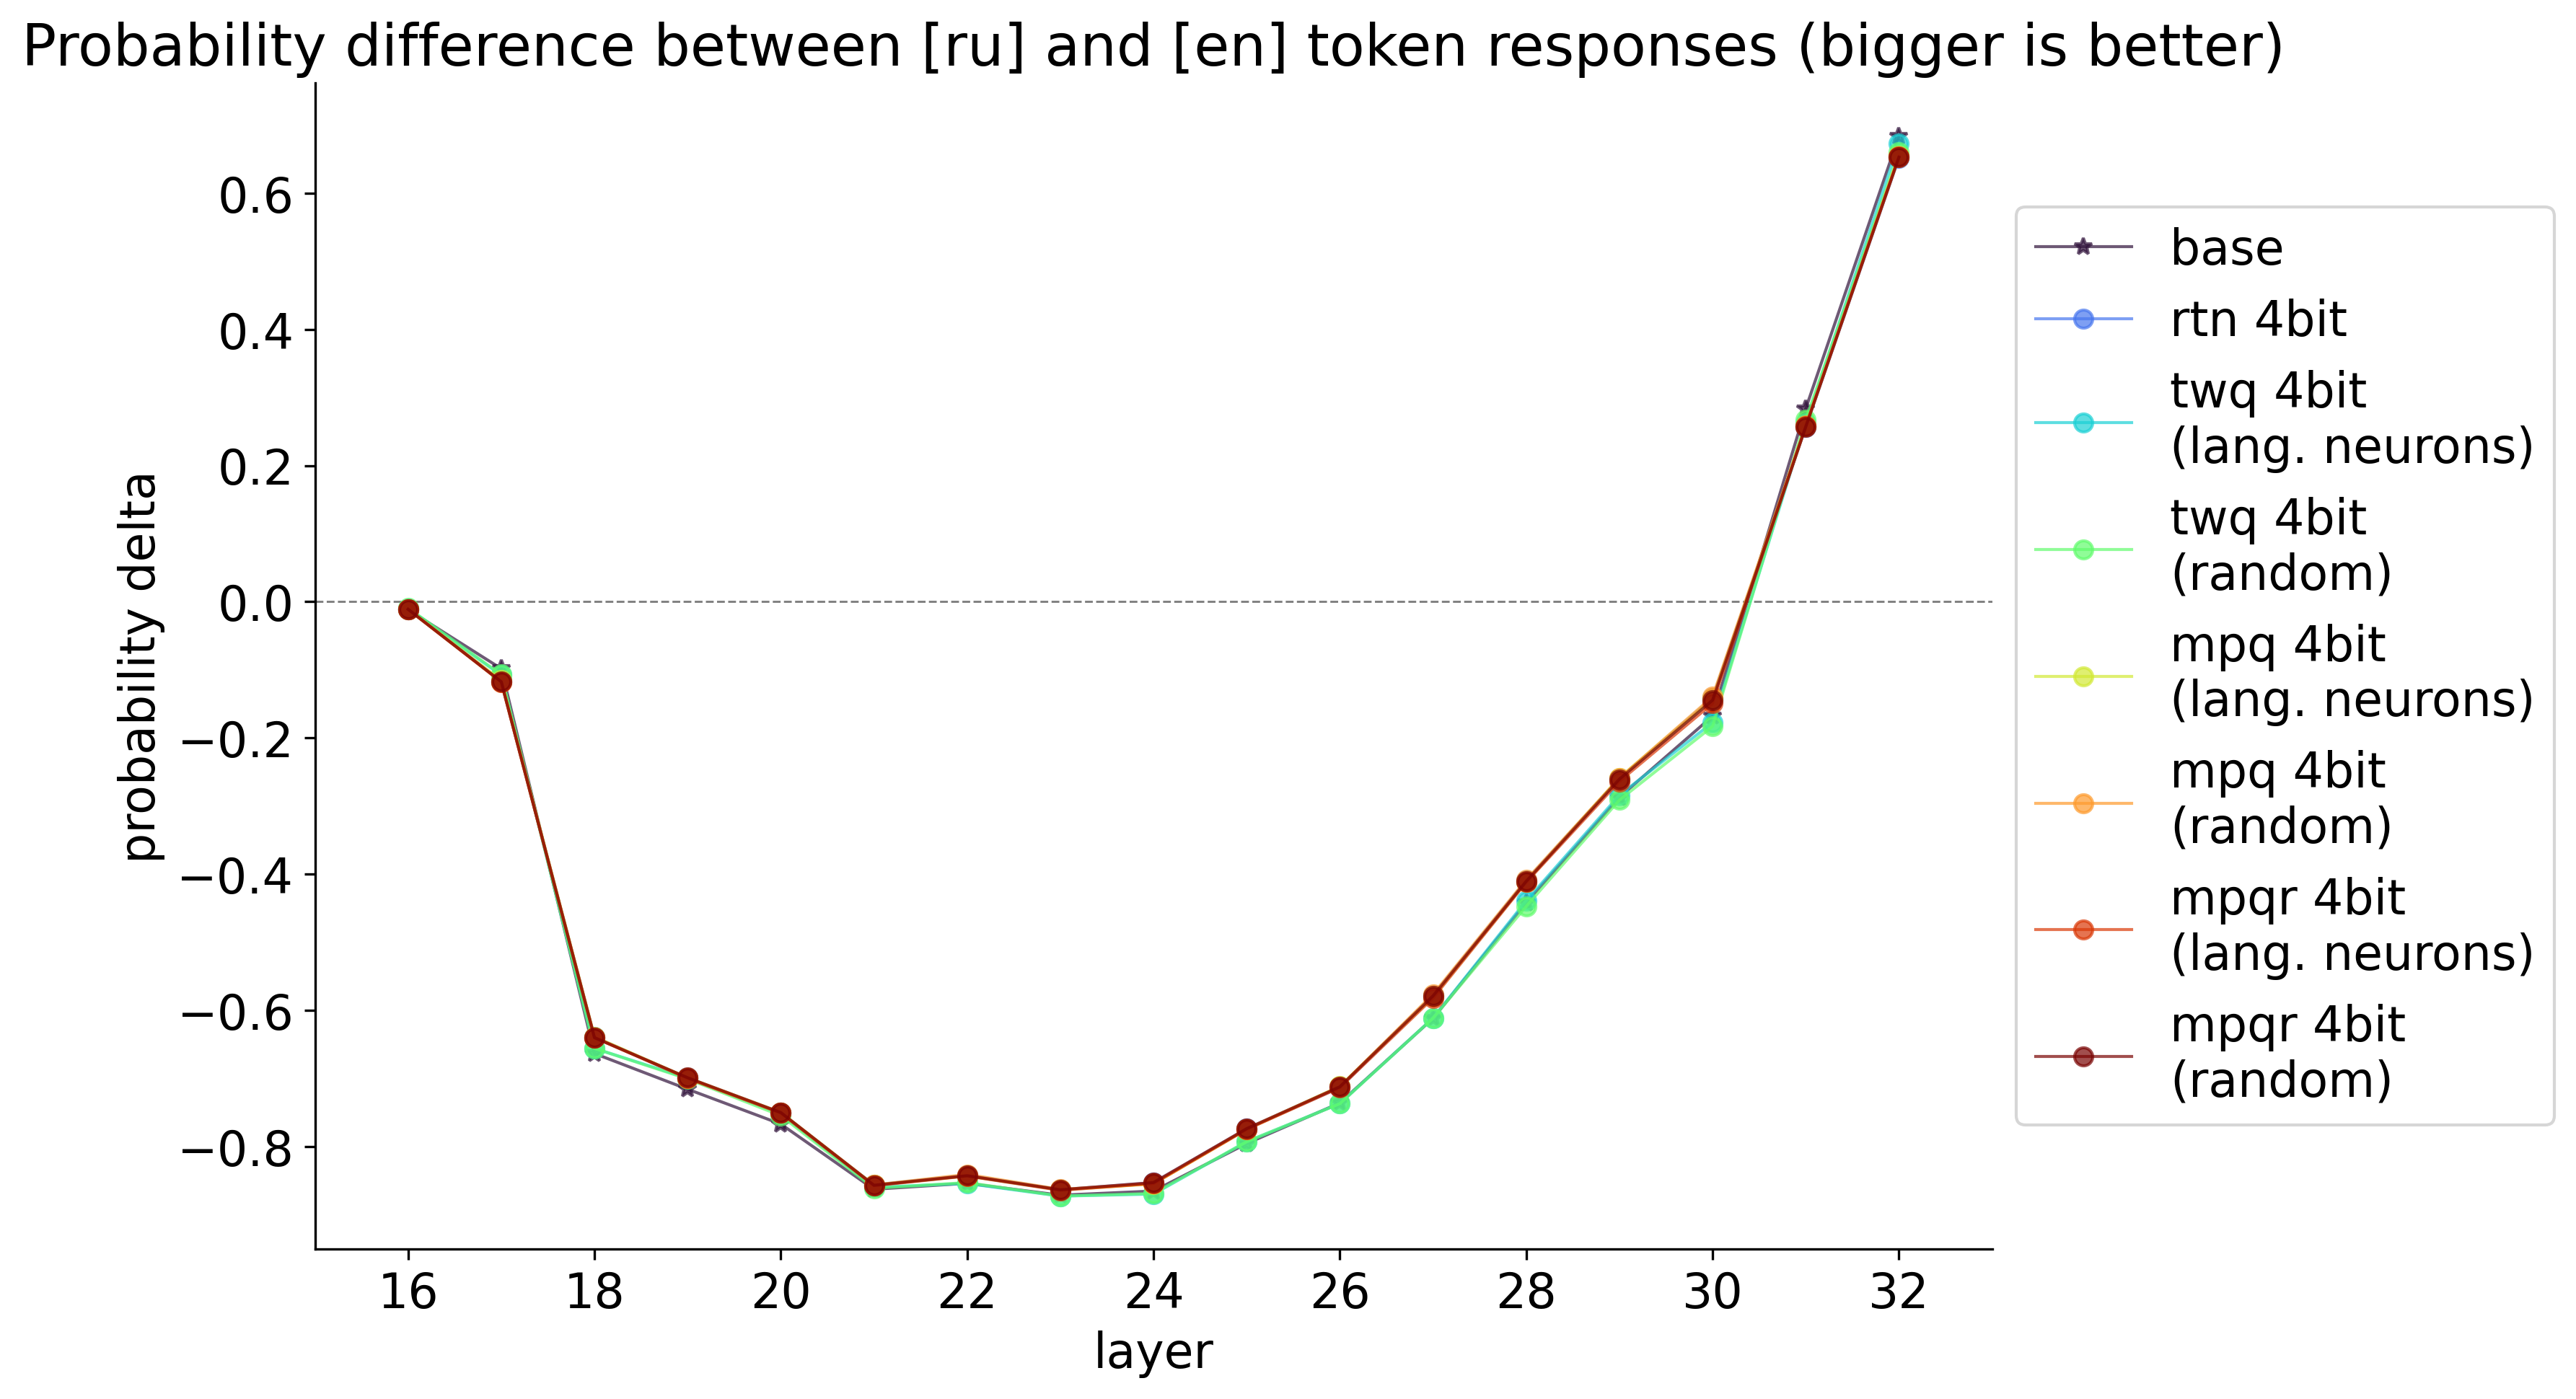 Probability difference between [ru] and [en] token responses (bigger is better)
probability delta
0.6
0.4
0.2
0.0
−0.2
−0.4
−0.6
−0.8
16 18 20 22 24 26 28 30 32
layer
base
rtn 4bit
twq 4bit
(lang. neurons)
twq 4bit
(random)
mpq 4bit
(lang. neurons)
mpq 4bit
(random)
mpqr 4bit
(lang. neurons)
mpqr 4bit
(random)